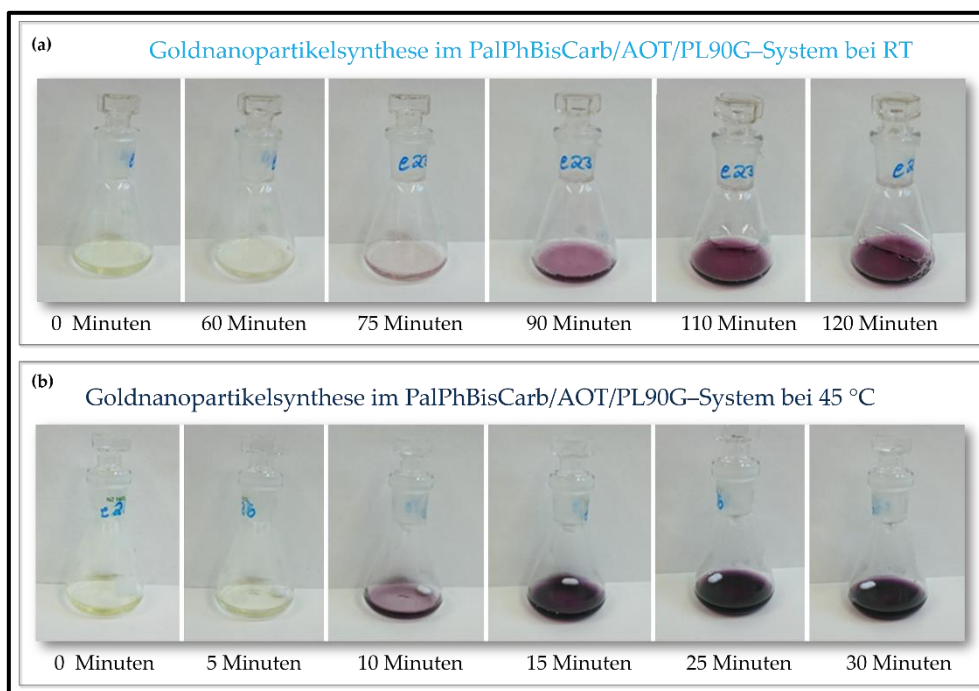 (a)
Goldnanopartikelsynthese im PalPhBisCarb/AOT/PL90G–System bei RT
e23
e23
e23
0 Minuten 60 Minuten 75 Minuten 90 Minuten 110 Minuten 120 Minuten
(b)
Goldnanopartikelsynthese im PalPhBisCarb/AOT/PL90G–System bei 45 °C
0 Minuten 5 Minuten 10 Minuten 15 Minuten 25 Minuten 30 Minuten